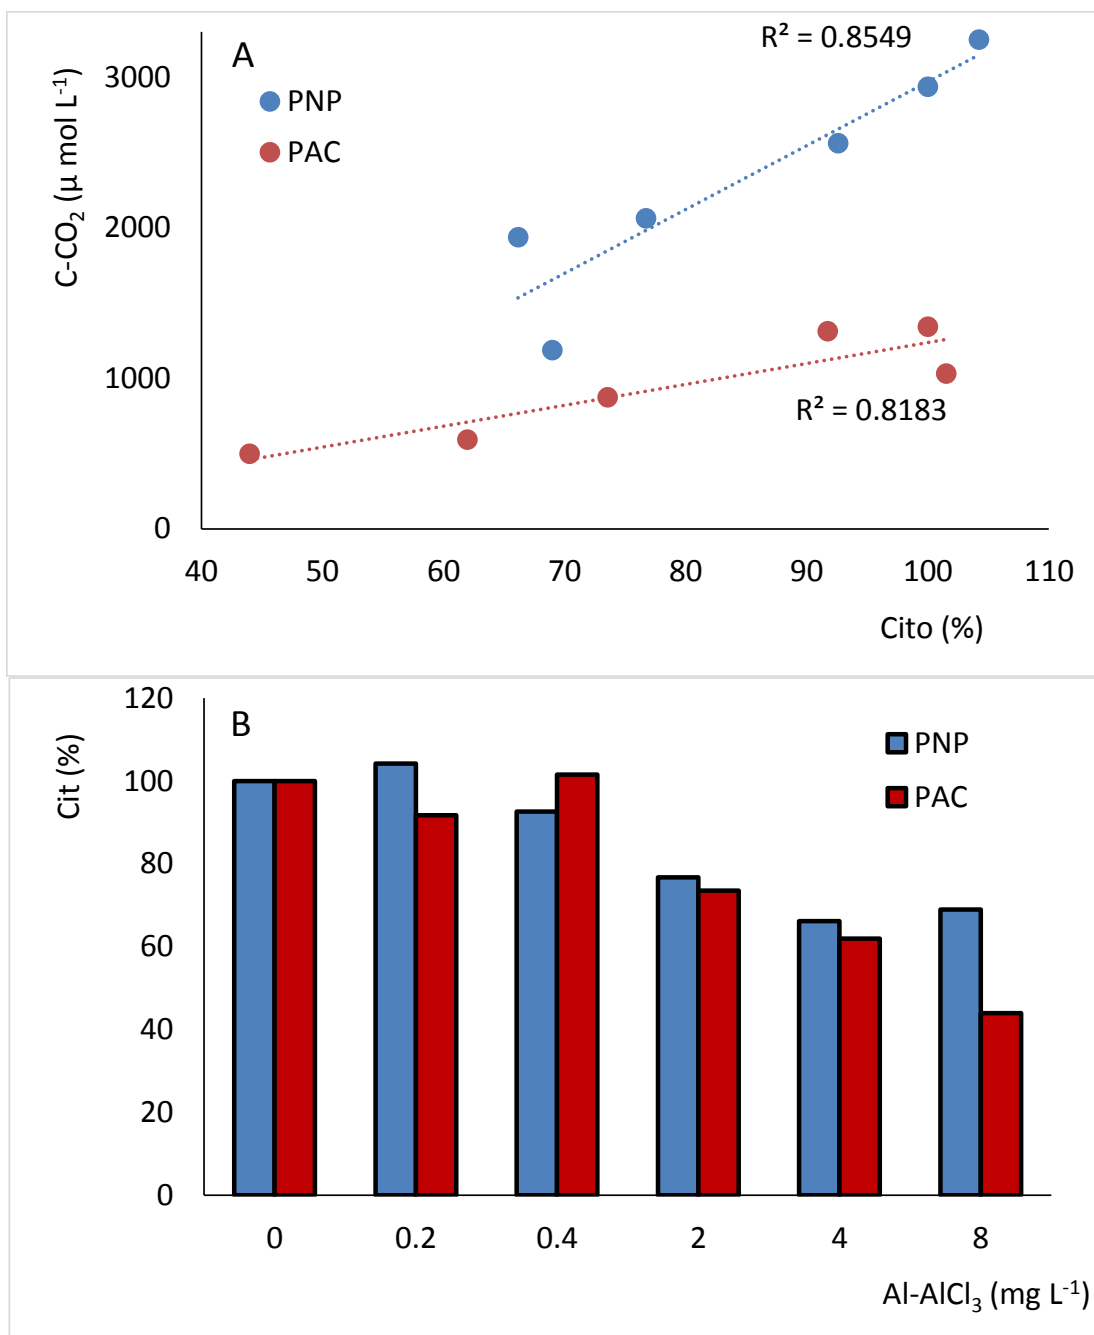 A
R² = 0.8549
PNP
PAC
C-CO₂ (µ mol L⁻¹)
3000
2000
1000
0
R² = 0.8183
40 50 60 70 80 90 100 110
Cito (%)
B
Cit (%)
120
100
80
60
40
20
0
PNP
PAC
0 0.2 0.4 2 4 8
Al-AlCl₃ (mg L⁻¹)